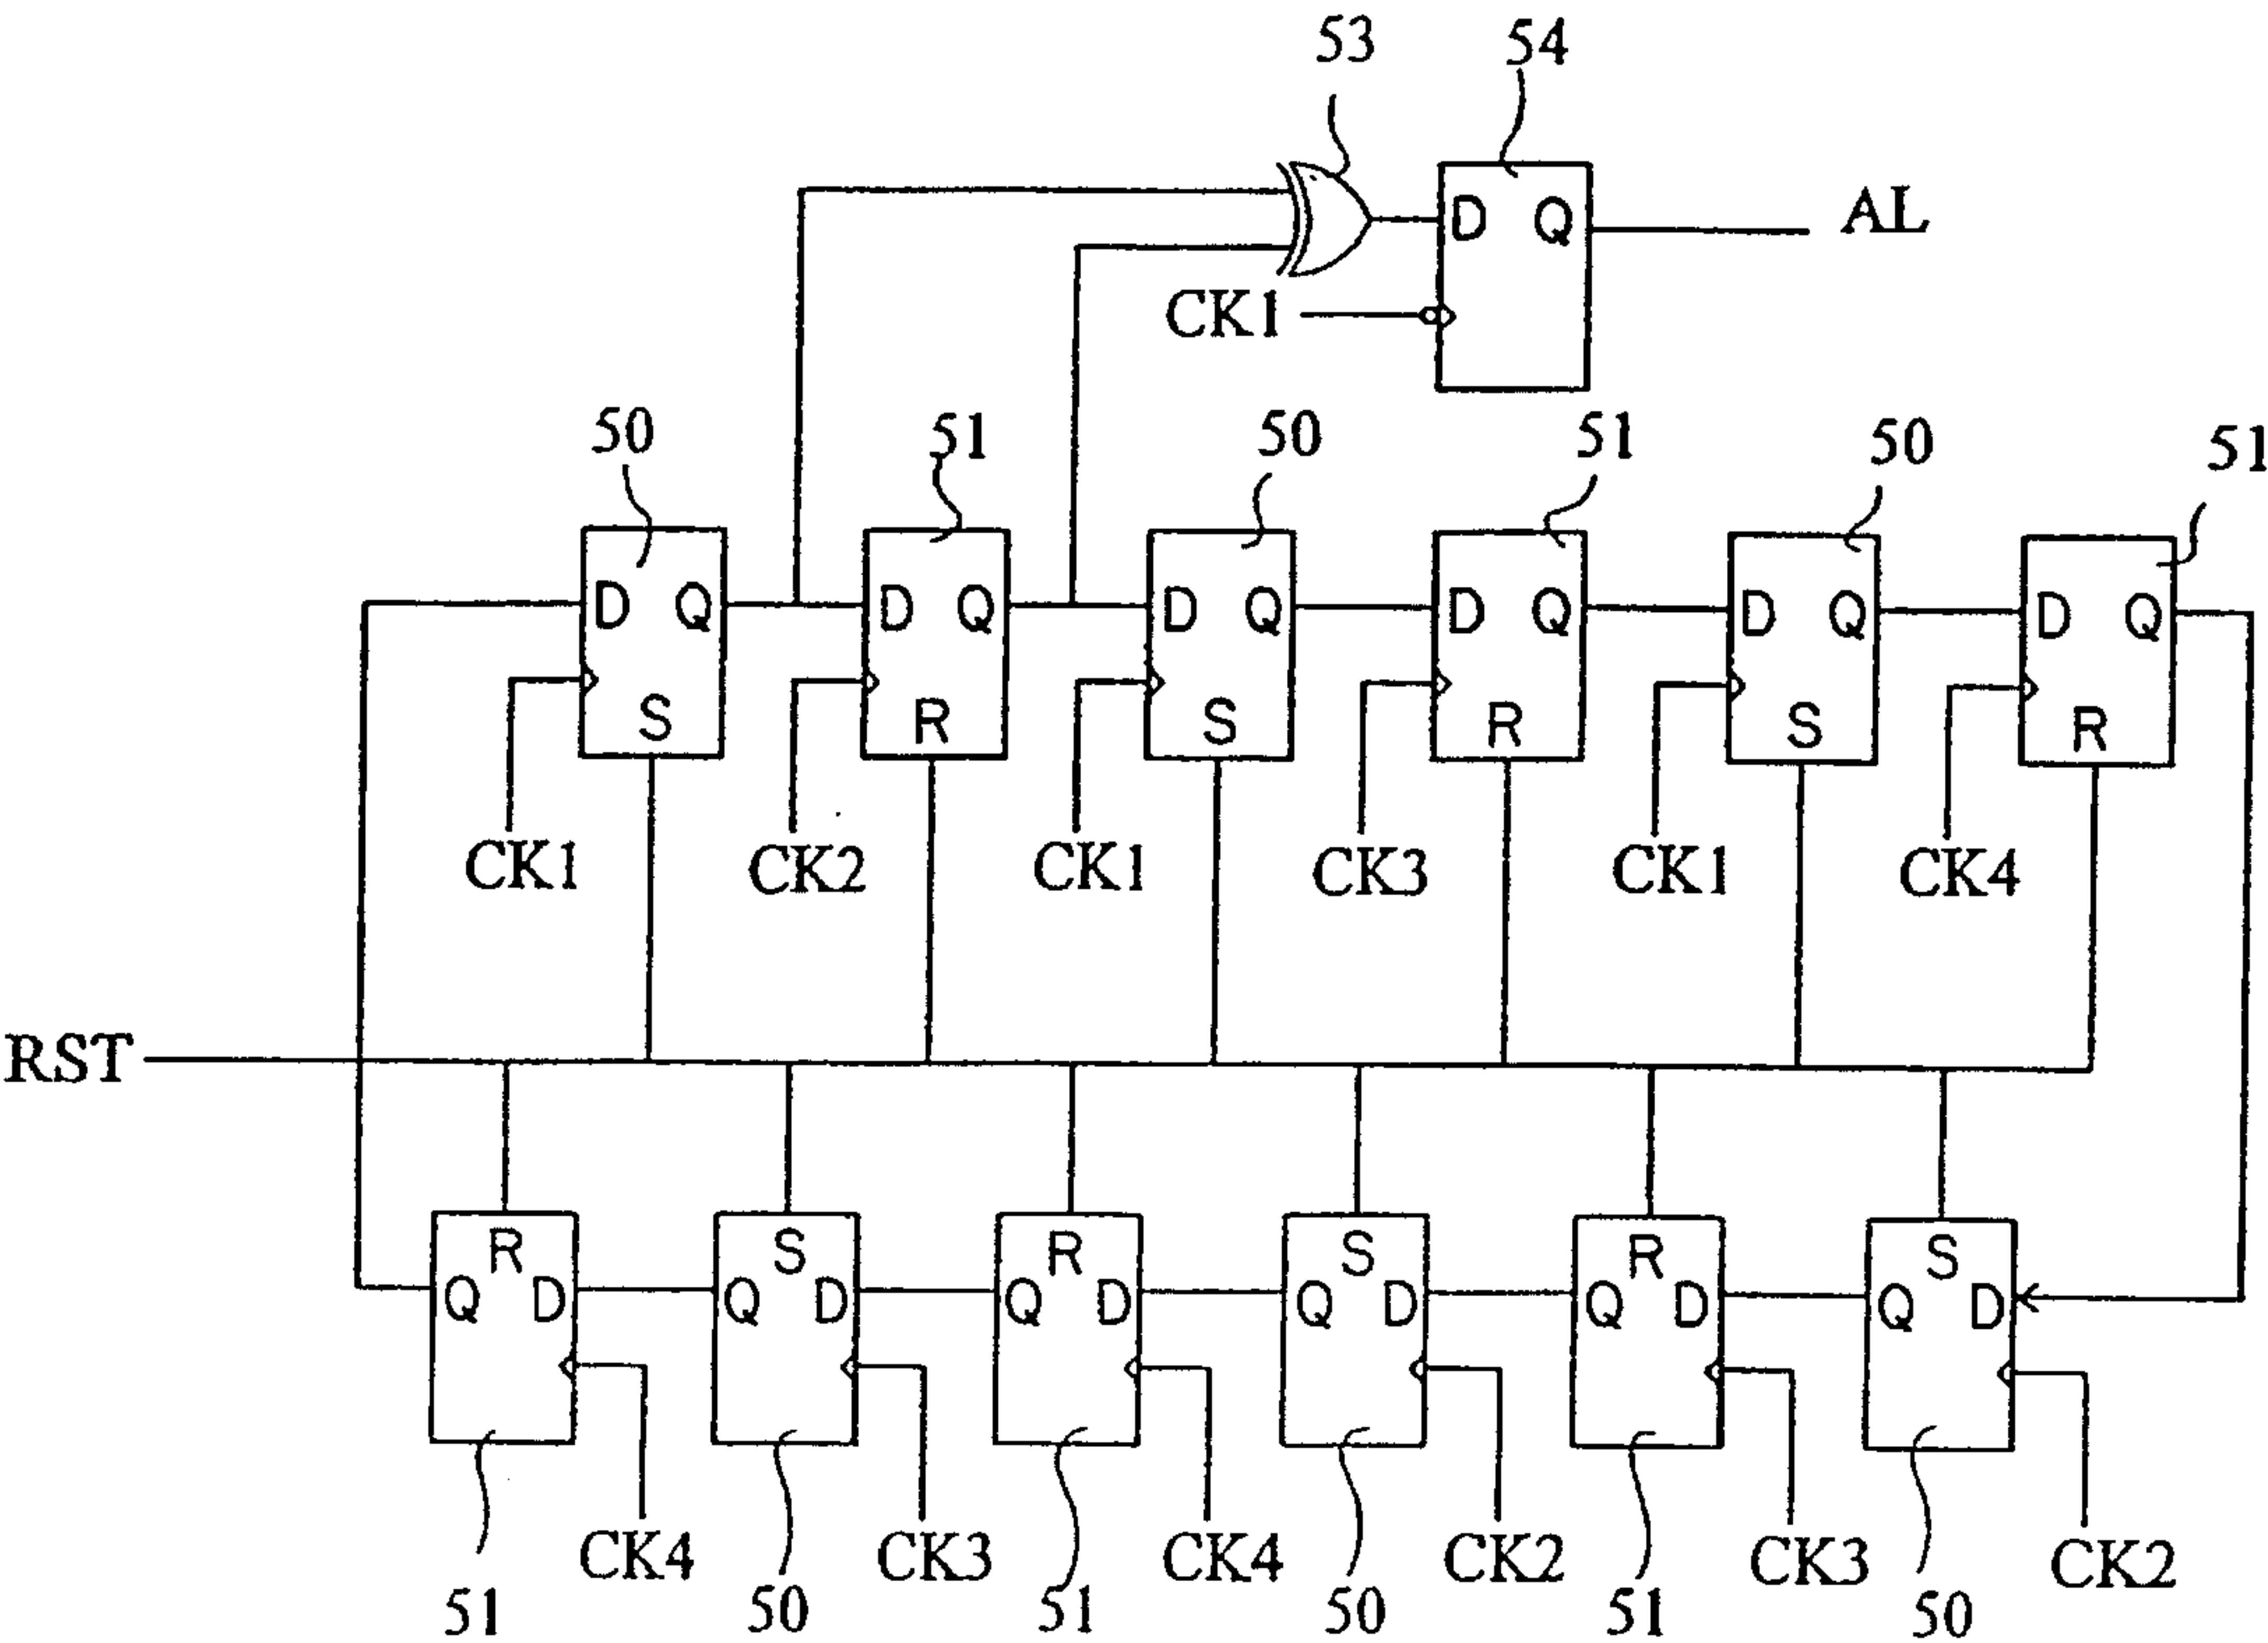 53 54
D Q AL
CK1
50 51 50 51 50 51
D Q D Q D Q D Q D Q D Q
S R S R S R
CK1 CK2 CK1 CK3 CK1 CK4
RST
R S R S R S
Q D Q D Q D Q D Q D Q D
CK4 CK3 CK4 CK2 CK3 CK2
51 50 51 50 51 50